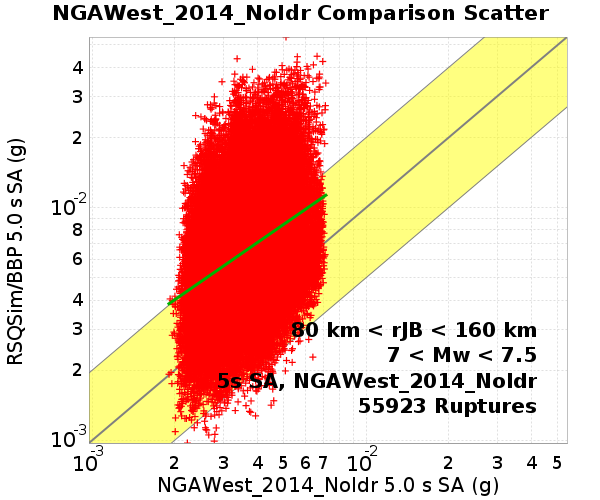 NGAWest_2014_NoIdr Comparison Scatter
RSQSim/BBP 5.0 s SA (g)
4
3
2
10-2
8
6
4
3
2
10-3
80 km < rJB < 160 km
7 < Mw < 7.5
5s SA, NGAWest_2014_NoIdr
55923 Ruptures
10-3 2 3 4 5 6 7 10-2 2 3 4 5
NGAWest_2014_NoIdr 5.0 s SA (g)